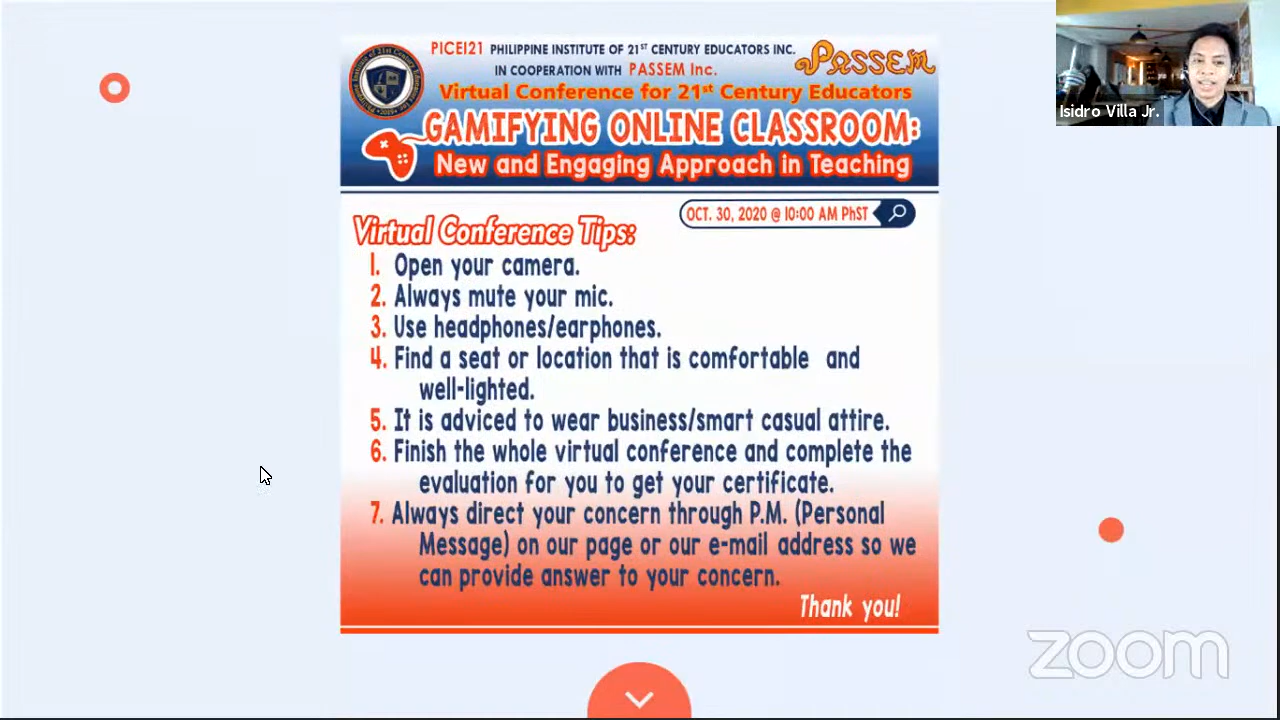 PICEI21 PHILIPPINE INSTITUTE OF 21ST CENTURY EDUCATORS INC.
IN COOPERATION WITH PASSEM Inc.
PASSEM
Virtual Conference for 21st Century Educators
GAMIFYING ONLINE CLASSROOM:
New and Engaging Approach in Teaching
Isidro Villa Jr.
OCT. 30, 2020 @ 10:00 AM PhST
Virtual Conference Tips:
1. Open your camera.
2. Always mute your mic.
3. Use headphones/earphones.
4. Find a seat or location that is comfortable and
well-lighted.
5. It is adviced to wear business/smart casual attire.
6. Finish the whole virtual conference and complete the
evaluation for you to get your certificate.
7. Always direct your concern through P.M. (Personal
Message) on our page or our e-mail address so we
can provide answer to your concern.
Thank you!
zoom